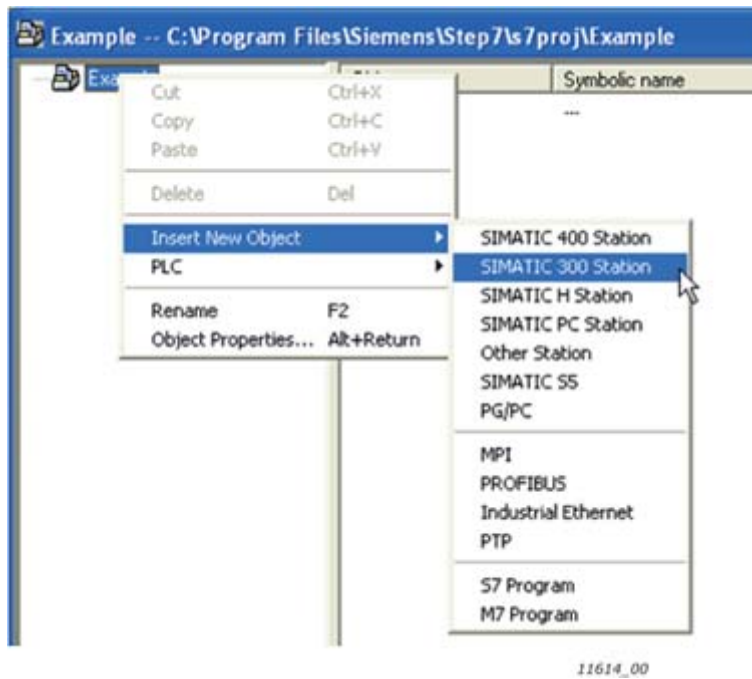 Example -- C:\Program Files\Siemens\Step7\s7proj\Example
Symbolic name
---
Cut Ctrl+X
Copy Ctrl+C
Paste Ctrl+V
Delete Del
Insert New Object
PLC
Rename F2
Object Properties... Alt+Return
SIMATIC 400 Station
SIMATIC 300 Station
SIMATIC H Station
SIMATIC PC Station
Other Station
SIMATIC S5
PG/PC
MPI
PROFIBUS
Industrial Ethernet
PTP
S7 Program
M7 Program
11614_00